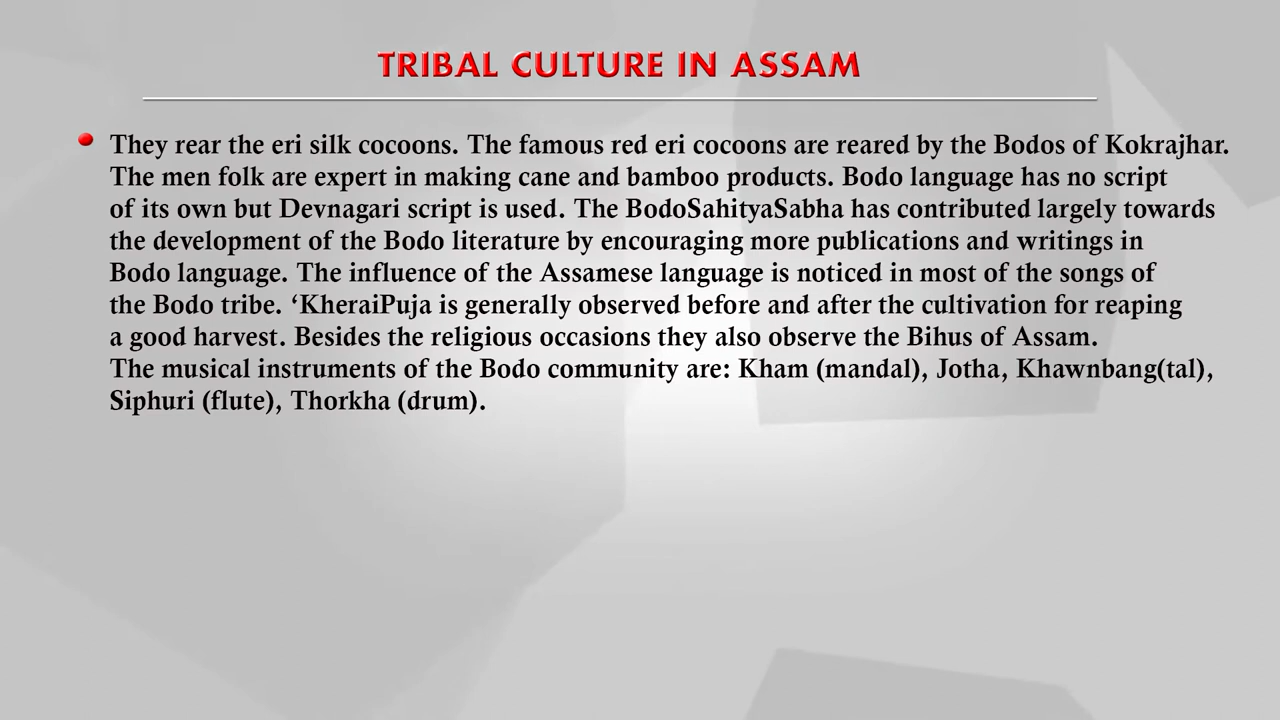 TRIBAL CULTURE IN ASSAM
They rear the eri silk cocoons. The famous red eri cocoons are reared by the Bodos of Kokrajhar.
The men folk are expert in making cane and bamboo products. Bodo language has no script
of its own but Devnagari script is used. The BodoSahityaSabha has contributed largely towards
the development of the Bodo literature by encouraging more publications and writings in
Bodo language. The influence of the Assamese language is noticed in most of the songs of
the Bodo tribe. ‘KheraiPuja is generally observed before and after the cultivation for reaping
a good harvest. Besides the religious occasions they also observe the Bihus of Assam.
The musical instruments of the Bodo community are: Kham (mandal), Jotha, Khawnbang(tal),
Siphuri (flute), Thorkha (drum).